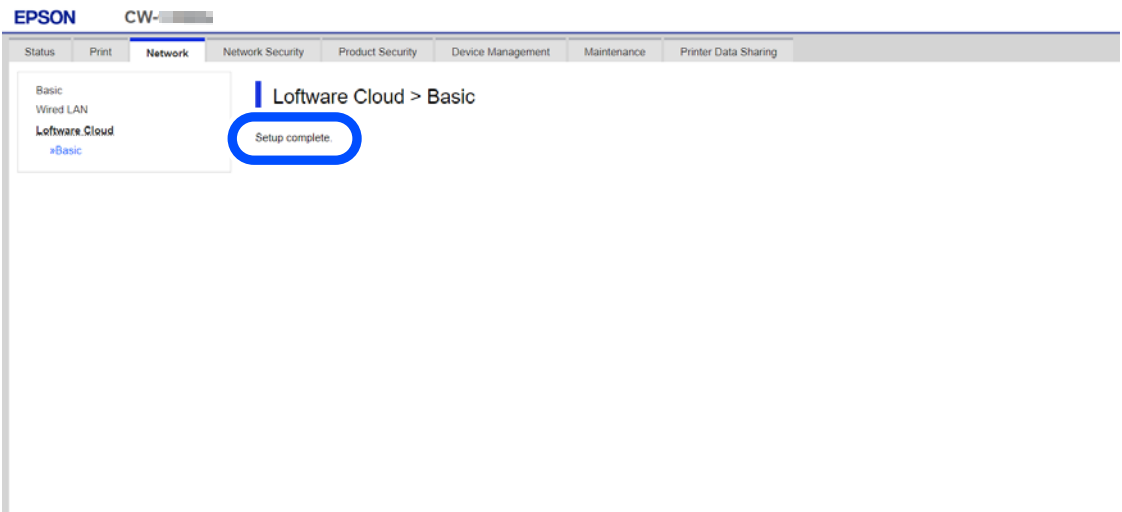 EPSON CW-
Status Print Network Network Security Product Security Device Management Maintenance Printer Data Sharing
Basic
Wired LAN
Loftware Cloud
»Basic
Loftware Cloud > Basic
Setup complete.